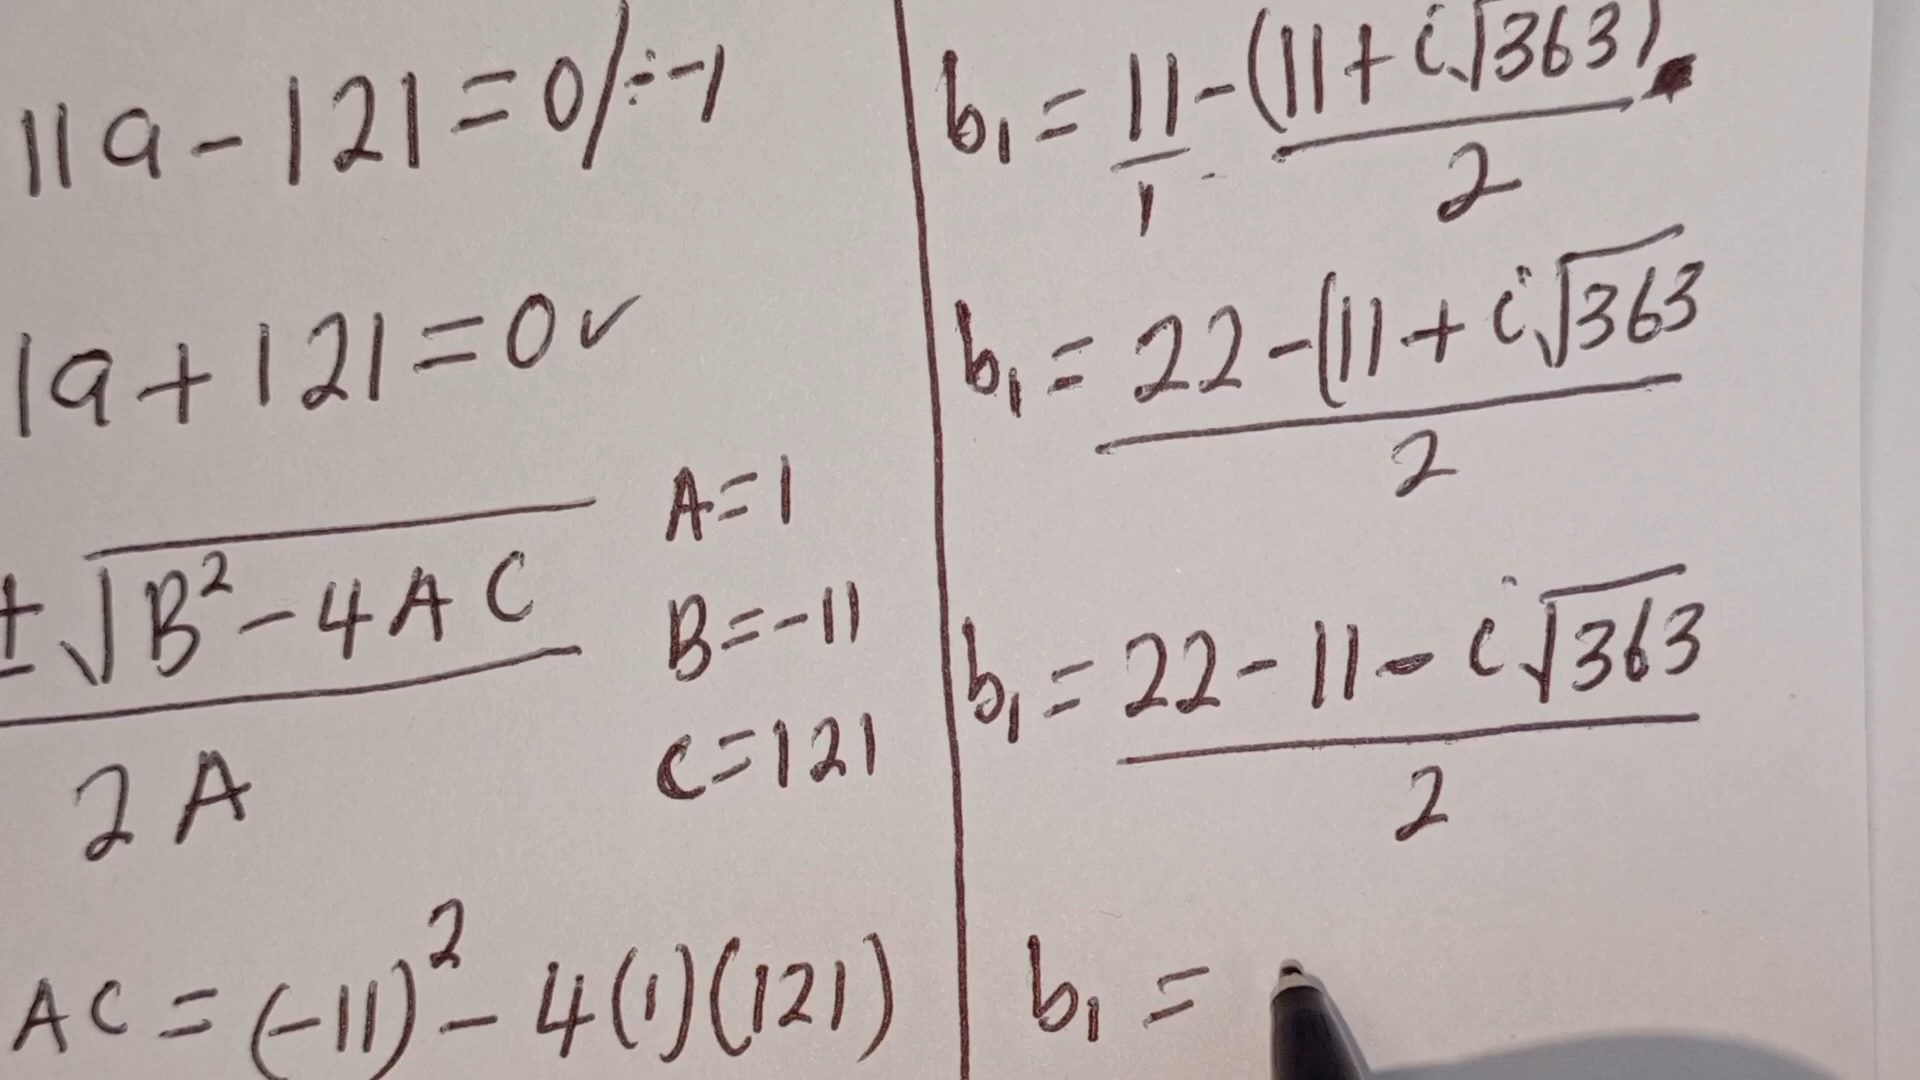 11a - 121 = 0 / ÷ -1
1a + 121 = 0 ✓
± √B² - 4AC
2A
A = 1
B = -11
C = 121
AC = (-11)² - 4(1)(121)
b₁ = 11 - (11 + i√363)
1 2
b₁ = 22 - (11 + i√363
2
b₁ = 22 - 11 - i√363
2
b₁ =